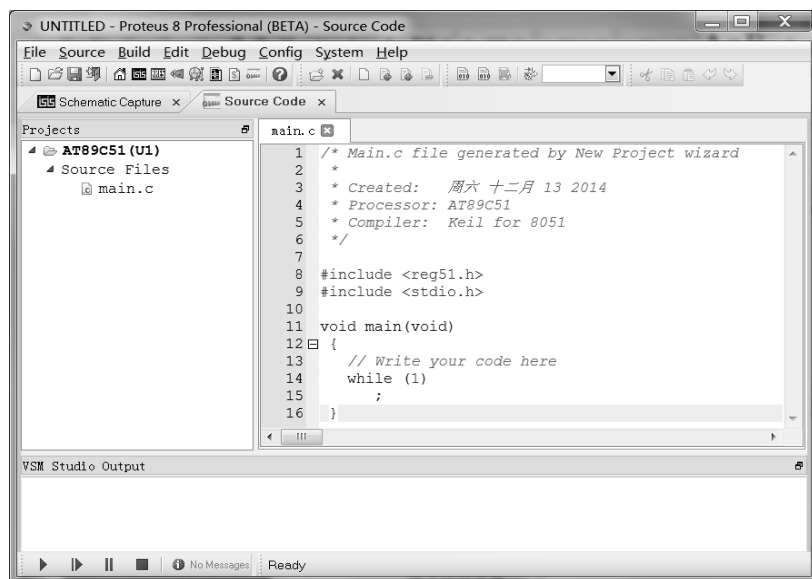 UNTITLED - Proteus 8 Professional (BETA) - Source Code
File Source Build Edit Debug Config System Help
Schematic Capture x Source Code x
Projects
AT89C51(U1)
Source Files
main.c
main.c
1 /* Main.c file generated by New Project wizard
2 *
3 * Created: 周六 十二月 13 2014
4 * Processor: AT89C51
5 * Compiler: Keil for 8051
6 */
7
8 #include <reg51.h>
9 #include <stdio.h>
10
11 void main(void)
12 {
13 // Write your code here
14 while (1)
15 ;
16 }
VSM Studio Output
No Messages Ready